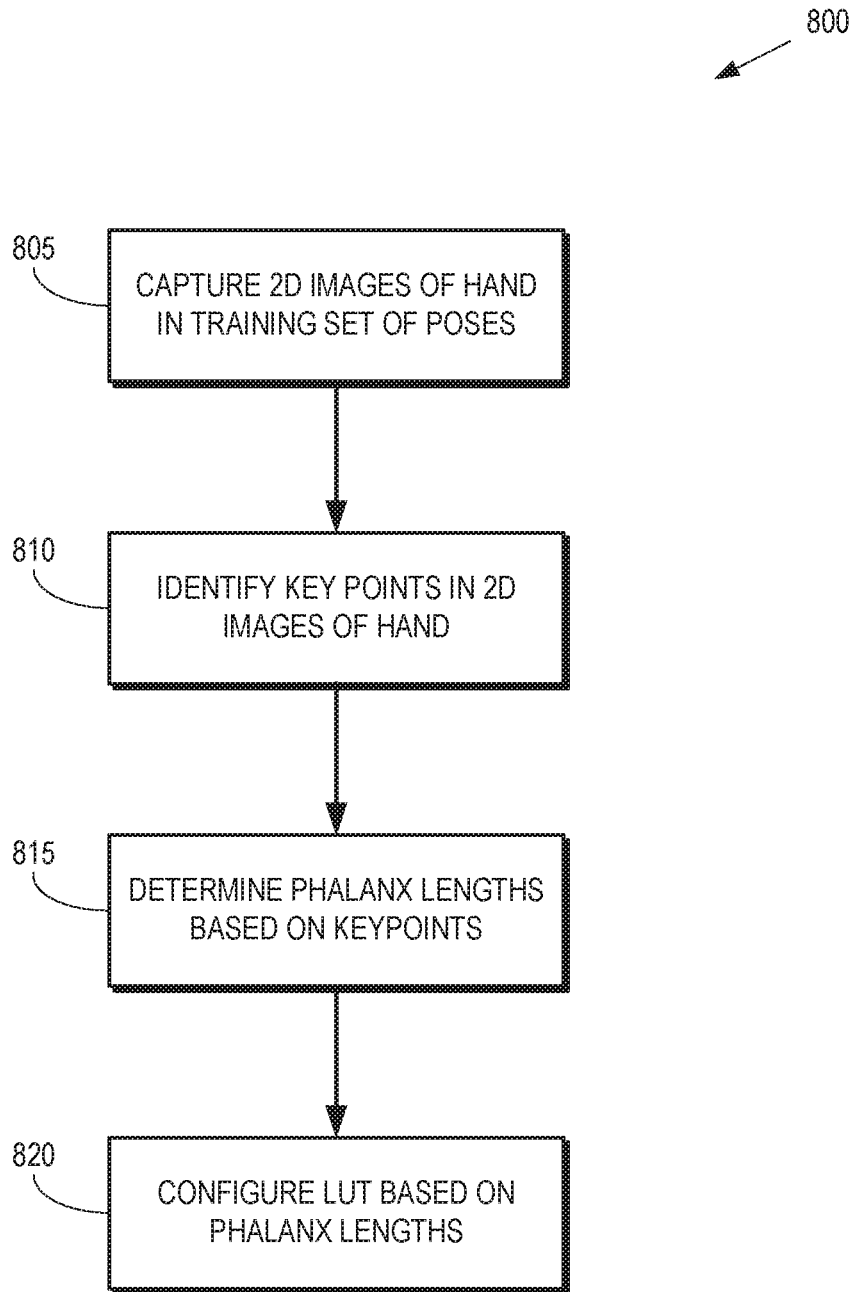 800
805
CAPTURE 2D IMAGES OF HAND
IN TRAINING SET OF POSES
810
IDENTIFY KEY POINTS IN 2D
IMAGES OF HAND
815
DETERMINE PHALANX LENGTHS
BASED ON KEYPOINTS
820
CONFIGURE LUT BASED ON
PHALANX LENGTHS